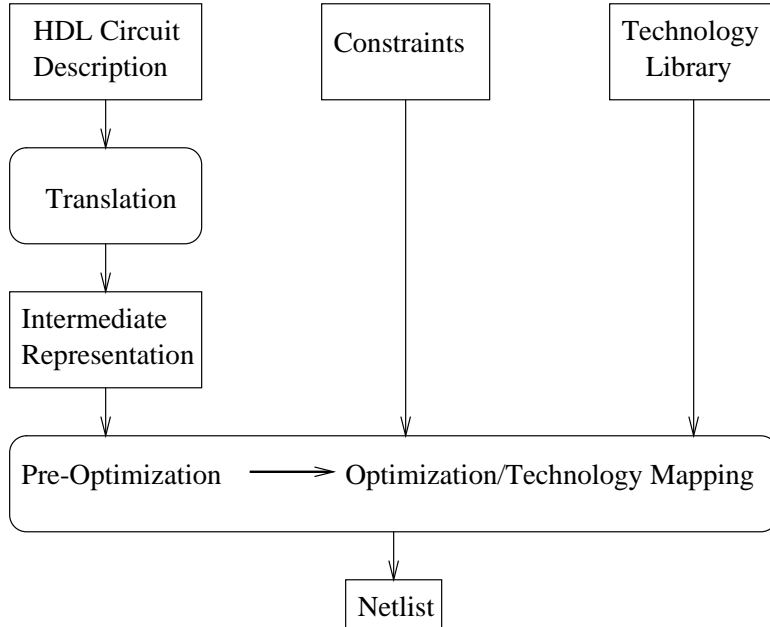 HDL Circuit
Description
Constraints
Technology
Library
Translation
Intermediate
Representation
Pre-Optimization
Optimization/Technology Mapping
Netlist